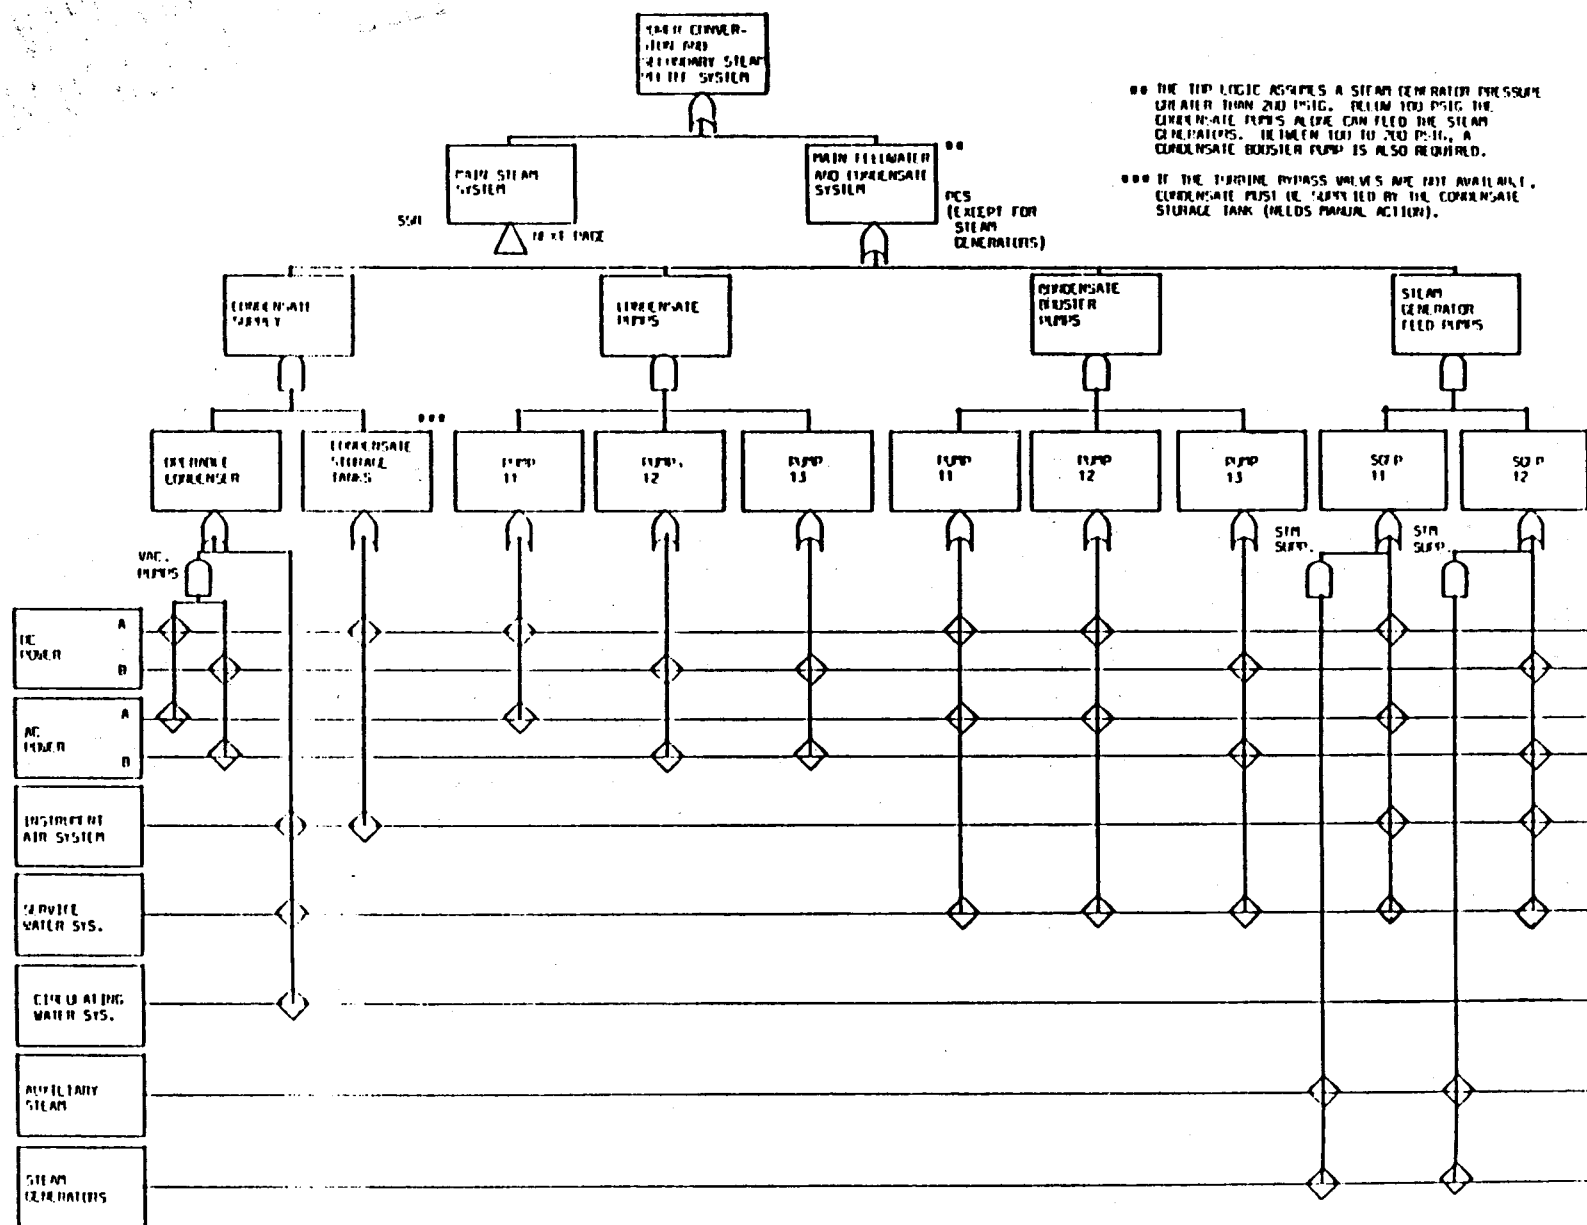 POWER CONVER-
SION AND
SECONDARY STEAM
RELIEF SYSTEM
** THE TOP LOGIC ASSUMES A STEAM GENERATOR PRESSURE
GREATER THAN 200 PSIG. BELOW 100 PSIG THE
CONDENSATE PUMPS ALONE CAN FEED THE STEAM
GENERATORS. BETWEEN 100 TO 200 PSIG, A
CONDENSATE BOOSTER PUMP IS ALSO REQUIRED.
*** IF THE TURBINE BYPASS VALVES ARE NOT AVAILABLE,
CONDENSATE MUST BE SUPPLIED BY THE CONDENSATE
STORAGE TANK (NEEDS MANUAL ACTION).
MAIN STEAM
SYSTEM
SSR
NEXT PAGE
MAIN FEEDWATER
AND CONDENSATE
SYSTEM
**
PCS
(EXCEPT FOR
STEAM
GENERATORS)
CONDENSATE
SUPPLY
CONDENSATE
PUMPS
CONDENSATE
BOOSTER
PUMPS
STEAM
GENERATOR
FEED PUMPS
OPERABLE
CONDENSER
CONDENSATE
STORAGE
TANKS
***
PUMP
11
PUMP
12
PUMP
13
PUMP
11
PUMP
12
PUMP
13
SGFP
11
SGFP
12
VAC.
PUMPS
STM
SUPP.
STM
SUPP.
DC
POWER
A
B
AC
POWER
A
B
INSTRUMENT
AIR SYSTEM
SERVICE
WATER SYS.
CIRCULATING
WATER SYS.
AUXILIARY
STEAM
STEAM
GENERATORS